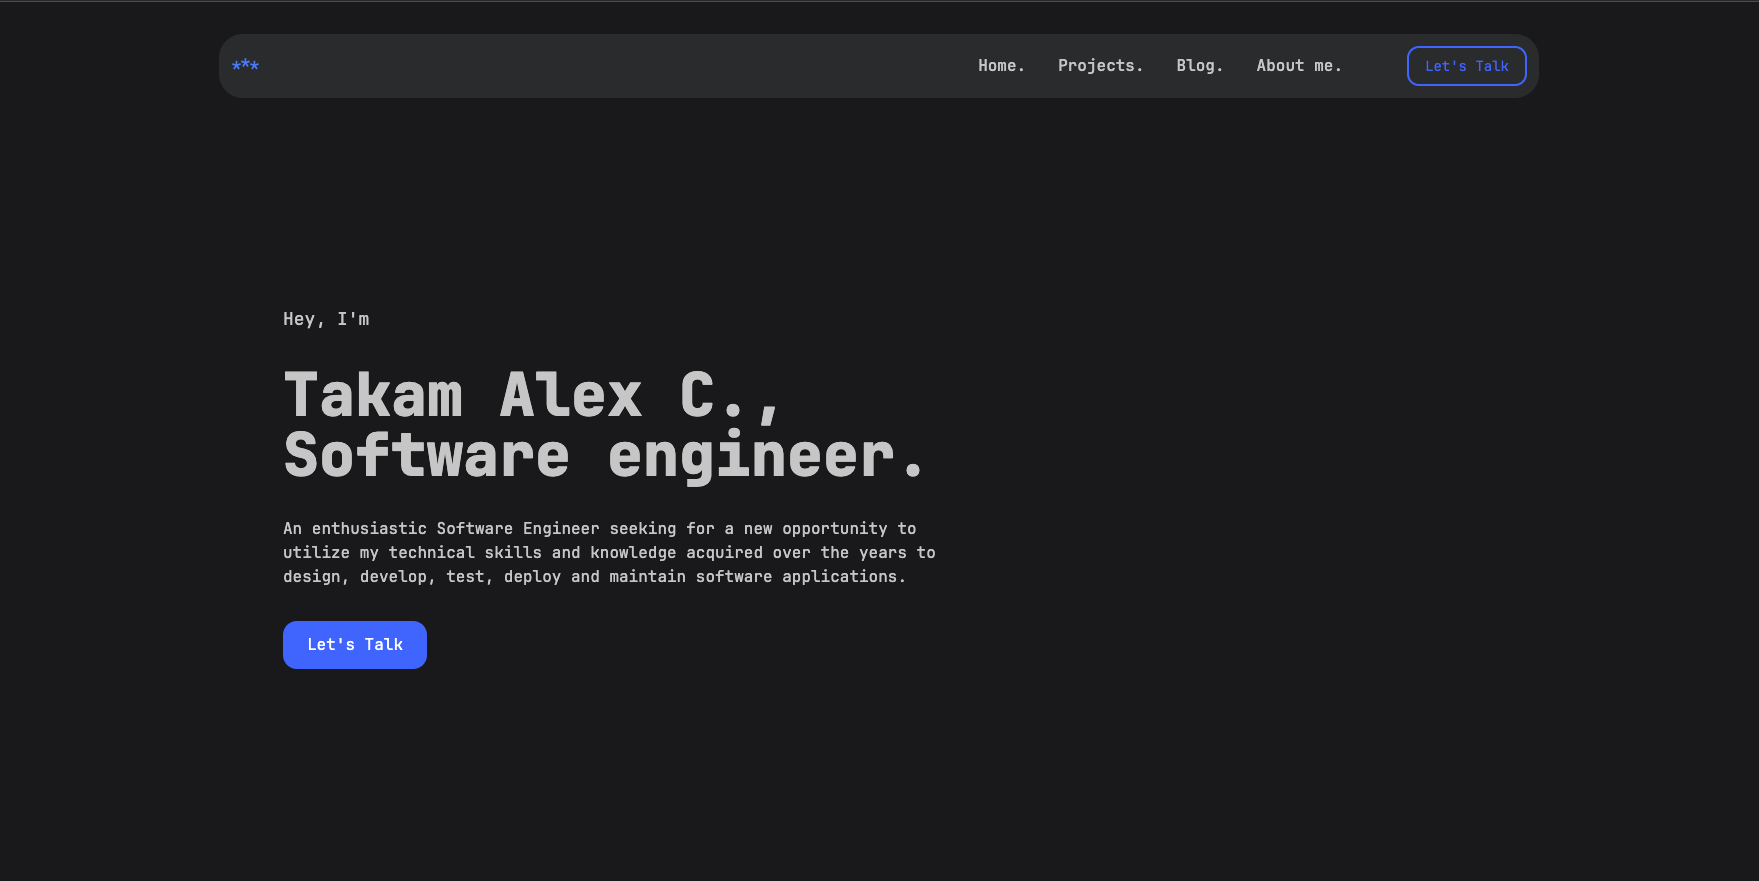 ***
Home. Projects. Blog. About me. Let's Talk
Hey, I'm
Takam Alex C.,
Software engineer.
An enthusiastic Software Engineer seeking for a new opportunity to
utilize my technical skills and knowledge acquired over the years to
design, develop, test, deploy and maintain software applications.
Let's Talk